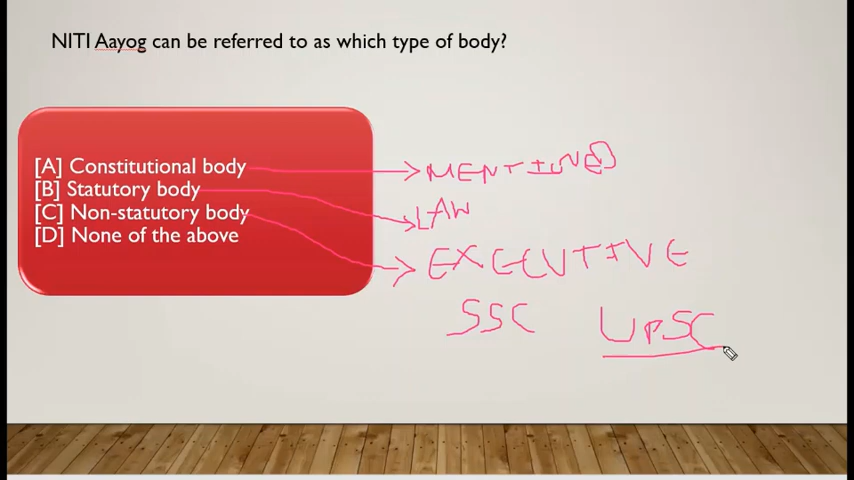 NITI Aayog can be referred to as which type of body?
[A] Constitutional body
[B] Statutory body
[C] Non-statutory body
[D] None of the above
MENTIONED
LAW
EXECUTIVE
SSC UPSC